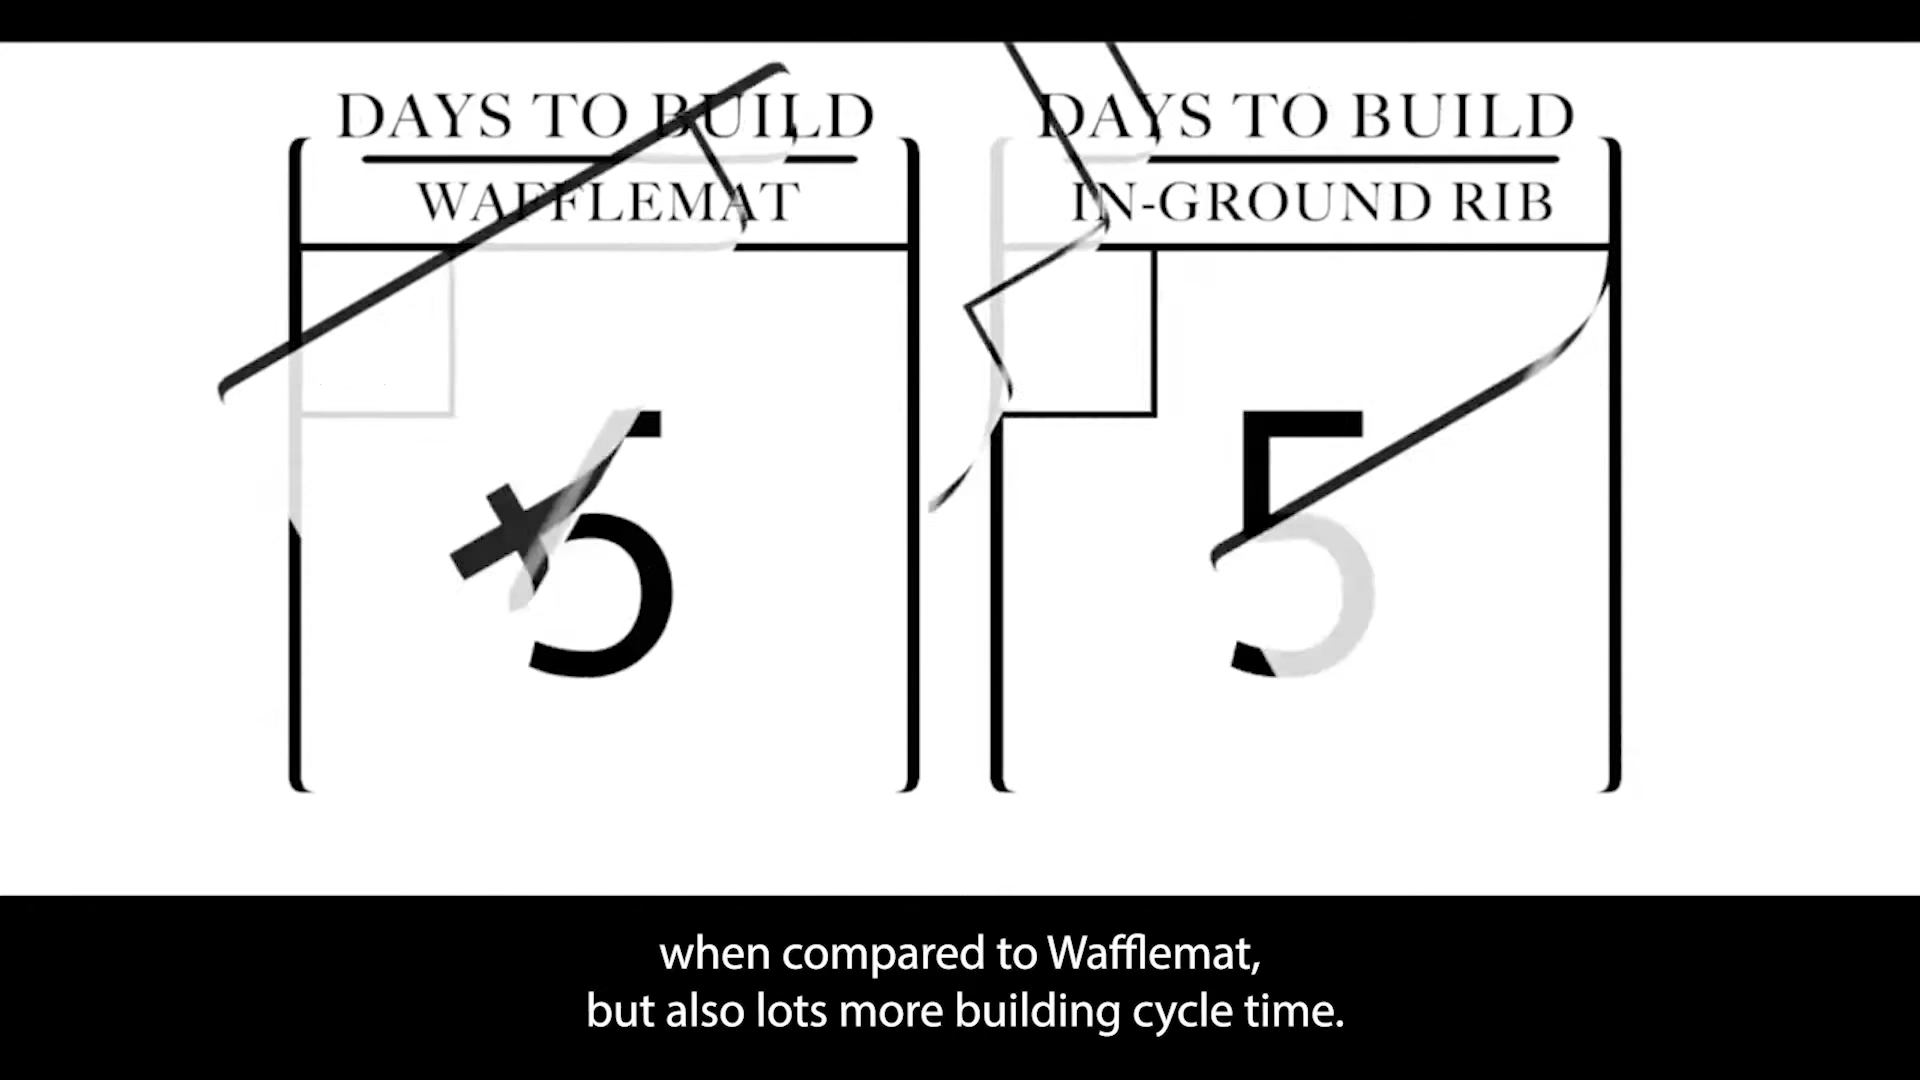 DAYS TO BUILD
WAFFLEMAT
5
DAYS TO BUILD
IN-GROUND RIB
5
when compared to Wafflemat,
but also lots more building cycle time.